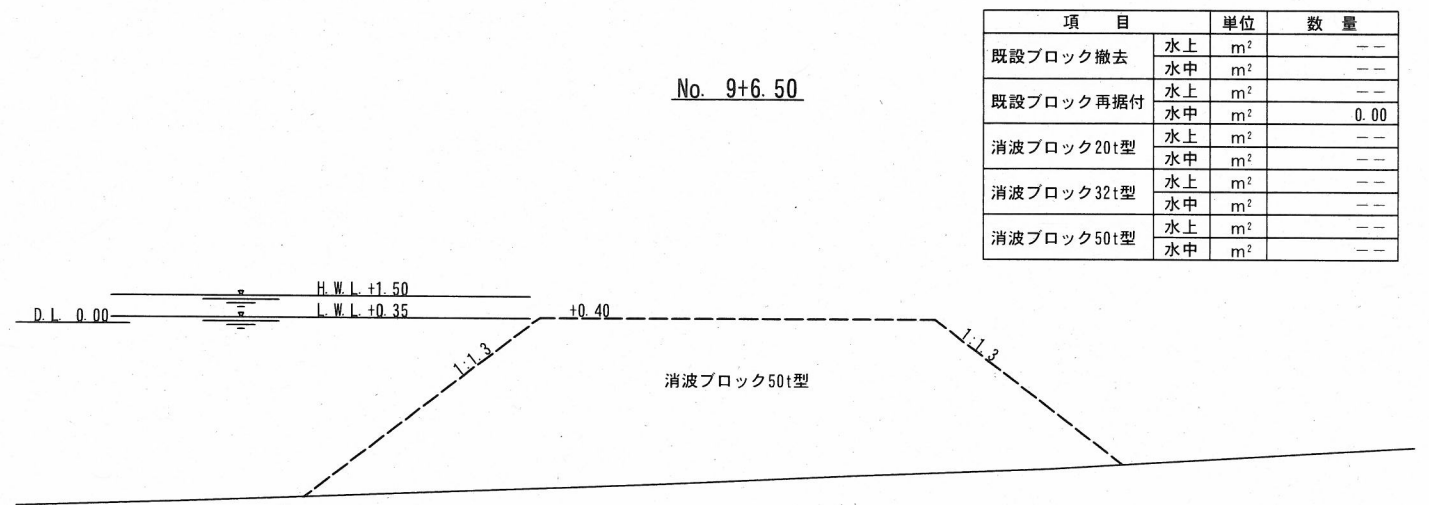 項 目 単位 数 量
既設ブロック撤去 水上 m² −−
水中 m² −−
既設ブロック再据付 水上 m² −−
水中 m² 0.00
消波ブロック20t型 水上 m² −−
水中 m² −−
消波ブロック32t型 水上 m² −−
水中 m² −−
消波ブロック50t型 水上 m² −−
水中 m² −−
No. 9+6.50
H.W.L.+1.50
D.L. 0.00
L.W.L.+0.35
+0.40
1:1.3
1:1.3
消波ブロック50t型